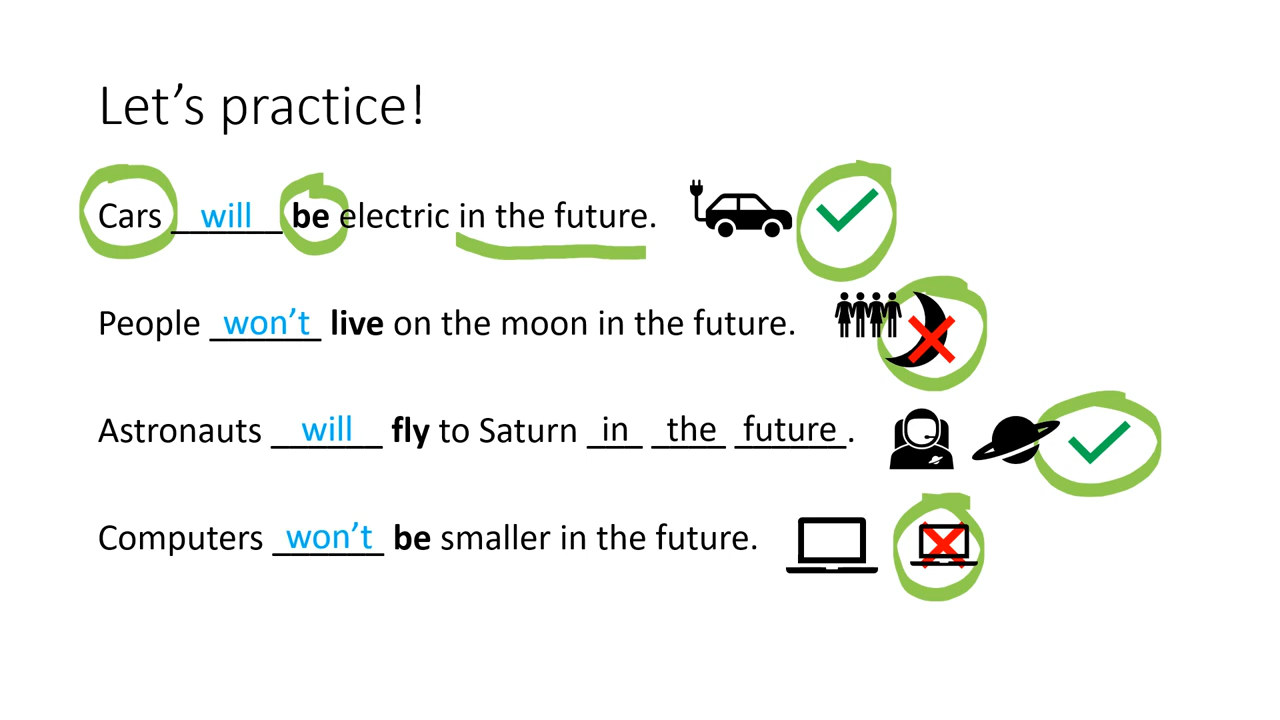 Let’s practice!
Cars will be electric in the future.
People won’t live on the moon in the future.
Astronauts will fly to Saturn in the future.
Computers won’t be smaller in the future.